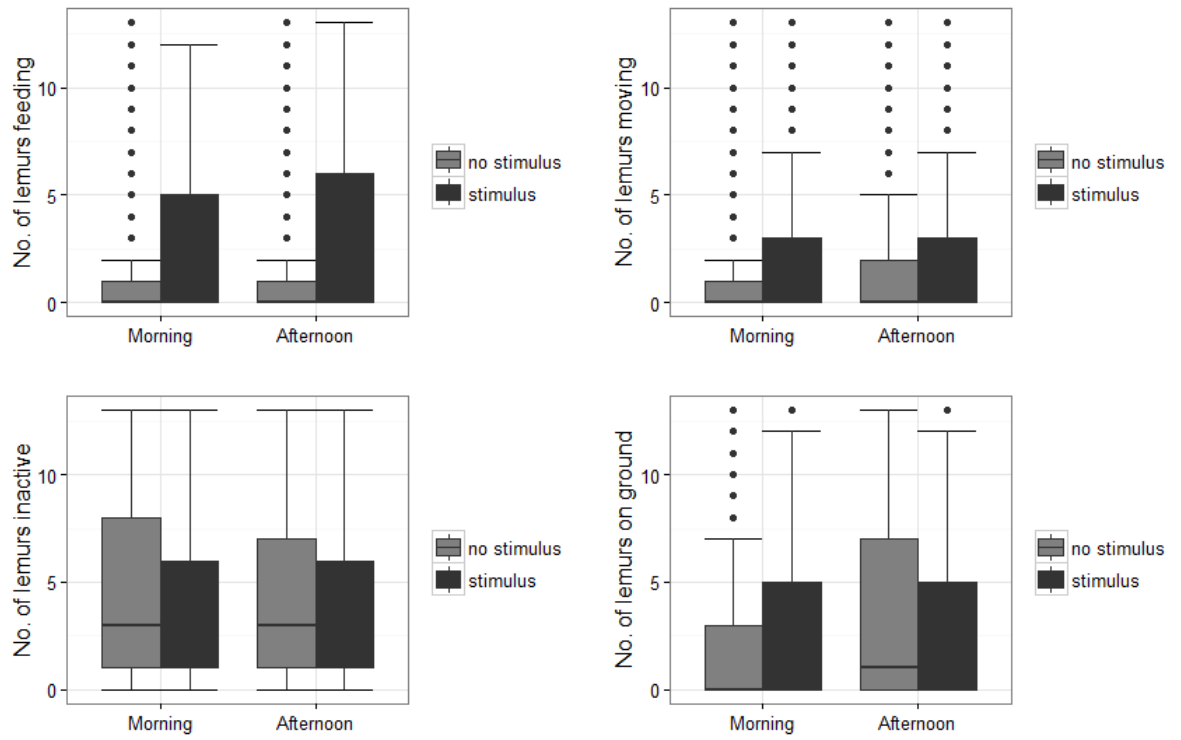 No. of lemurs feeding
10
5
0
Morning Afternoon
no stimulus
stimulus
No. of lemurs moving
10
5
0
Morning Afternoon
no stimulus
stimulus
No. of lemurs inactive
10
5
0
Morning Afternoon
no stimulus
stimulus
No. of lemurs on ground
10
5
0
Morning Afternoon
no stimulus
stimulus